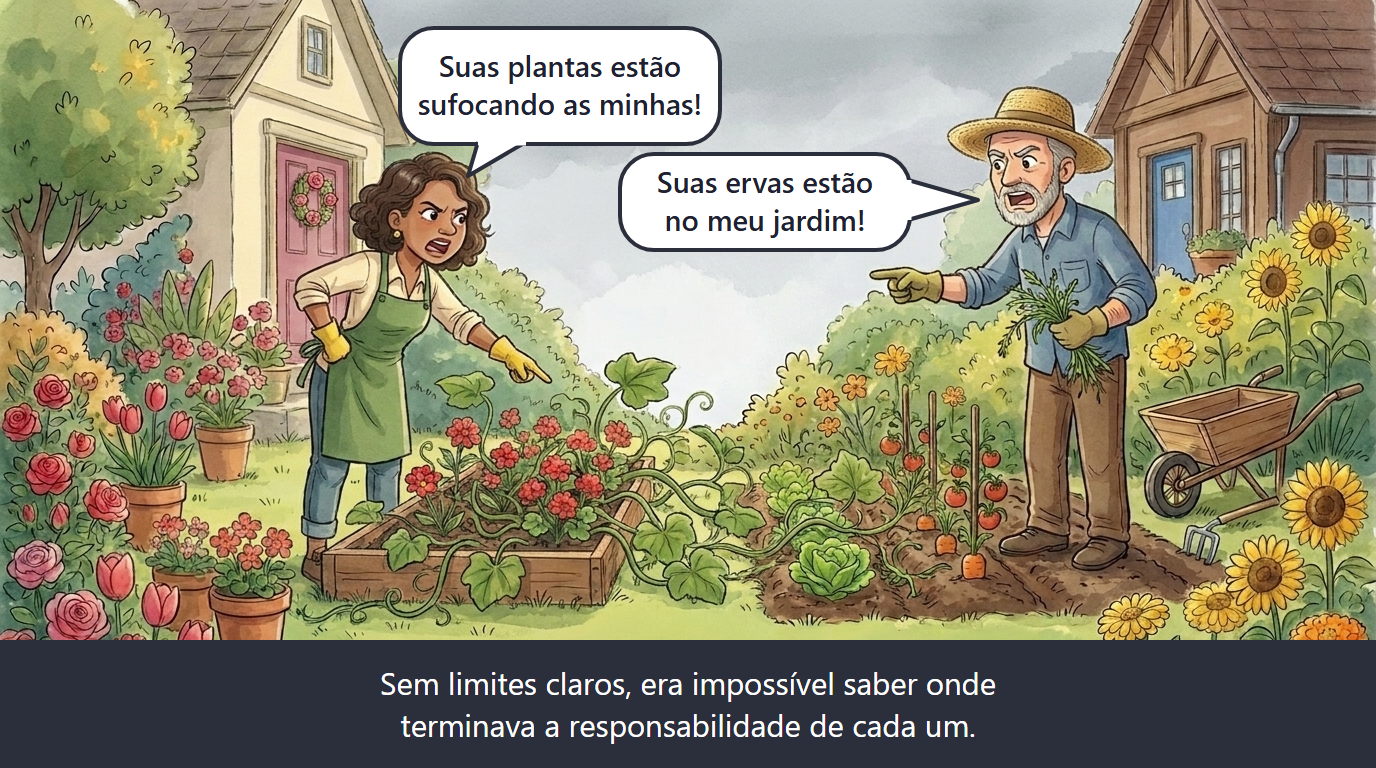 Suas plantas estão
sufocando as minhas!
Suas ervas estão
no meu jardim!
Sem limites claros, era impossível saber onde
terminava a responsabilidade de cada um.